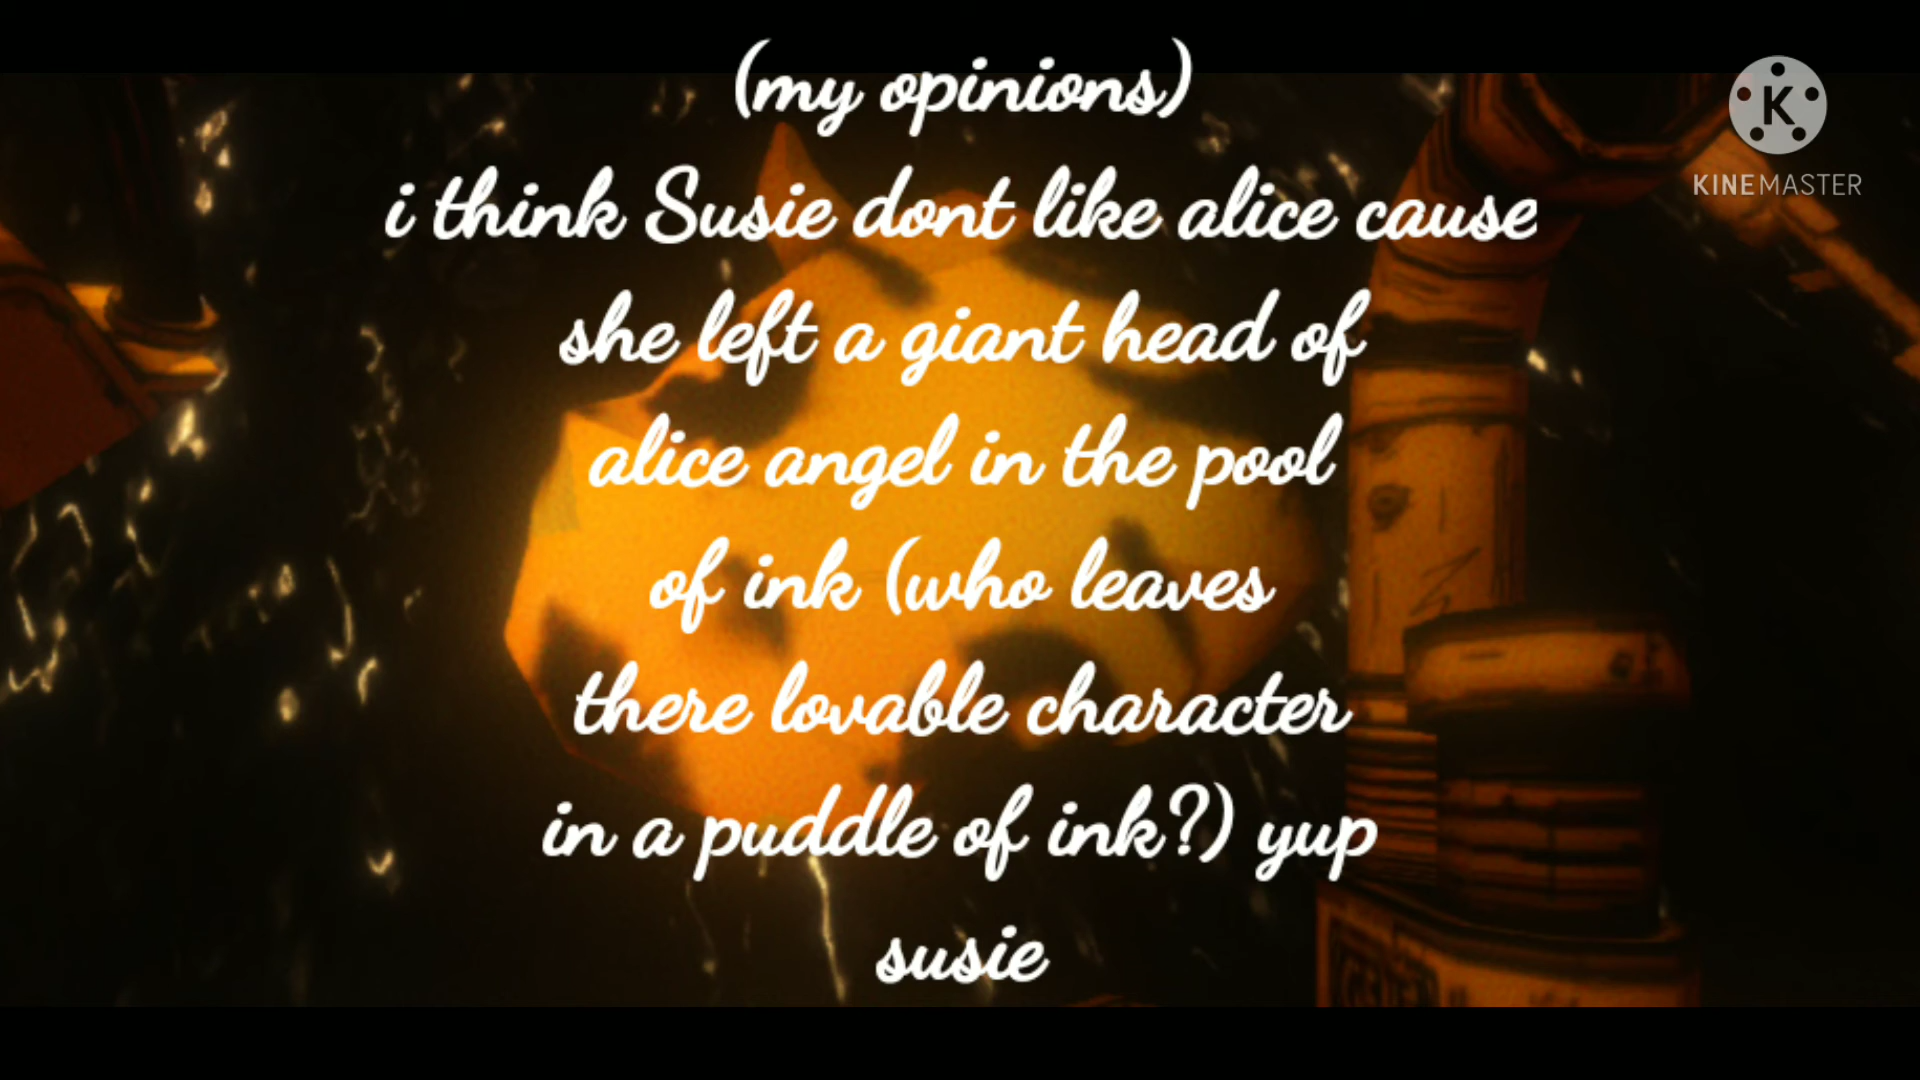 (my opinions)
i think Susie dont like alice cause
she left a giant head of
alice angel in the pool
of ink (who leaves
there lovable character
in a puddle of ink?) yup
susie
K
KINEMASTER